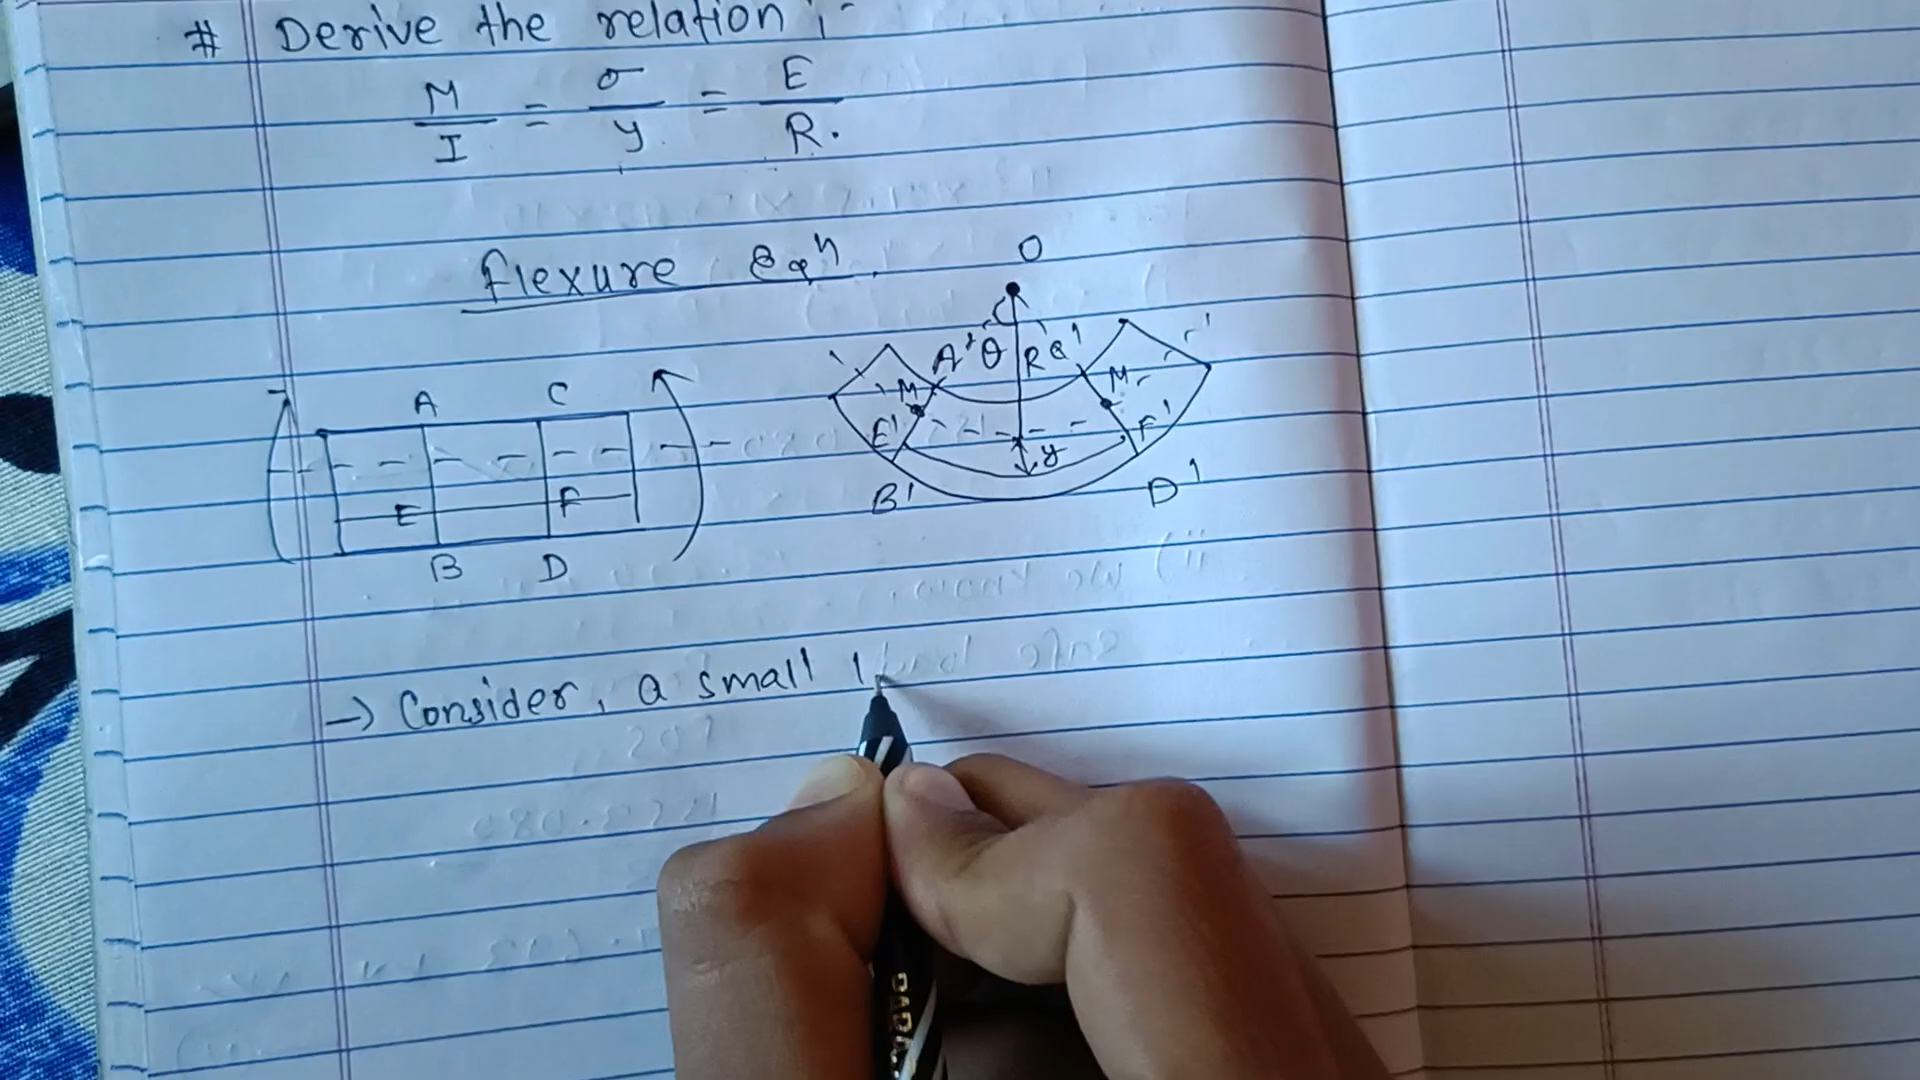 # Derive the relation :-
M/I = σ/y = E/R.
Flexure eqⁿ.
O
A' θ R C'
M M
E' F'
y
B' D'
A C
E F
B D
→ Consider, a small l